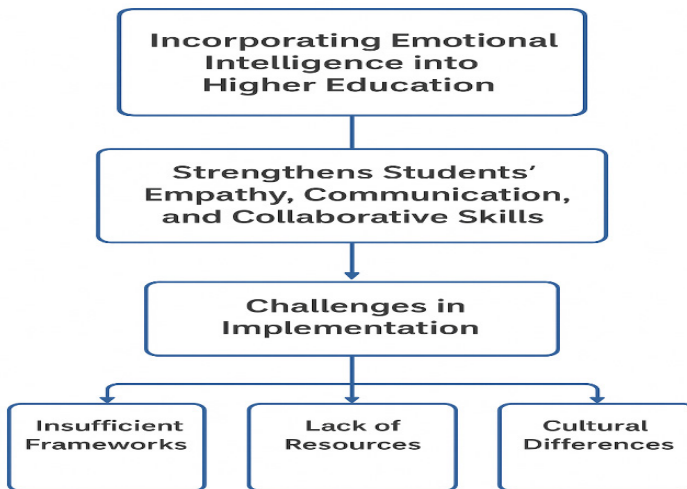 Incorporating Emotional
Intelligence into
Higher Education
Strengthens Students'
Empathy, Communication,
and Collaborative Skills
Challenges in
Implementation
Insufficient
Frameworks
Lack of
Resources
Cultural
Differences